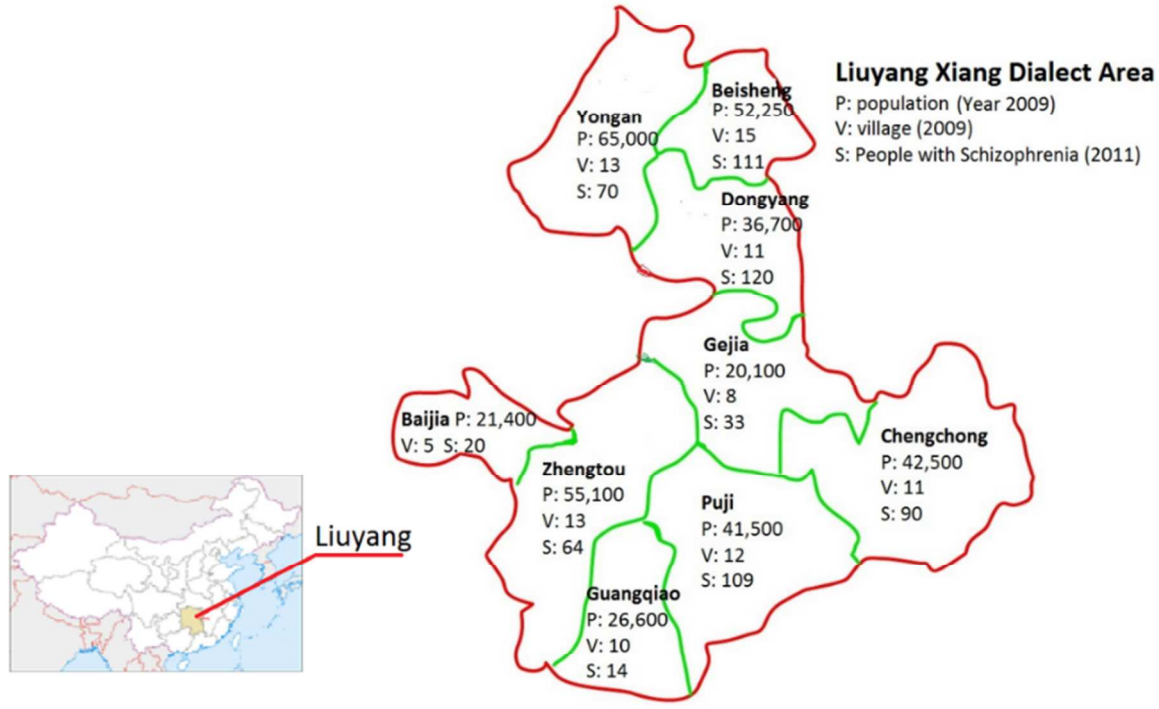 Liuyang Xiang Dialect Area
P: population (Year 2009)
V: village (2009)
S: People with Schizophrenia (2011)
Beisheng
P: 52,250
V: 15
S: 111
Yongan
P: 65,000
V: 13
S: 70
Dongyang
P: 36,700
V: 11
S: 120
Gejia
P: 20,100
V: 8
S: 33
Baijia P: 21,400
V: 5 S: 20
Chengchong
P: 42,500
V: 11
S: 90
Zhengtou
P: 55,100
V: 13
S: 64
Puji
P: 41,500
V: 12
S: 109
Guangqiao
P: 26,600
V: 10
S: 14
Liuyang